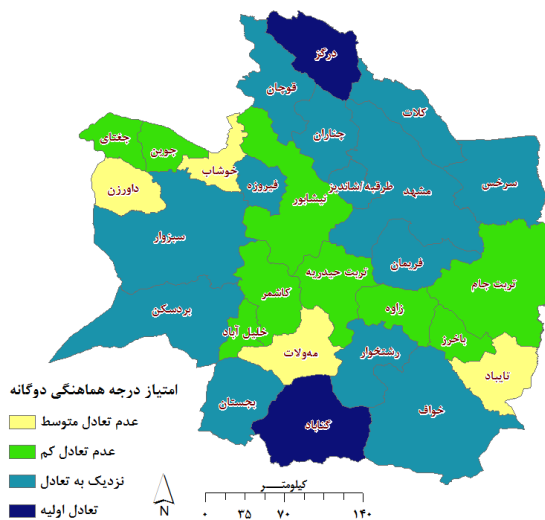 درگز
قوچان
کلات
چناران
جغتای
جوین
خوشاب
سرخس
طرقبه شاندیز
مشهد
فیروزه
داورزن
نیشابور
سبزوار
فریمان
تربت حیدریه
تربت جام
کاشمر
بردسکن
زاوه
خلیل آباد
باخرز
رشتخوار
مه‌ولات
تایباد
بجستان
خواف
گناباد
امتیاز درجه هماهنگی دوگانه
عدم تعادل متوسط
عدم تعادل کم
نزدیک به تعادل
تعادل اولیه
N
کیلومتر
۰ ۳۵ ۷۰ ۱۴۰